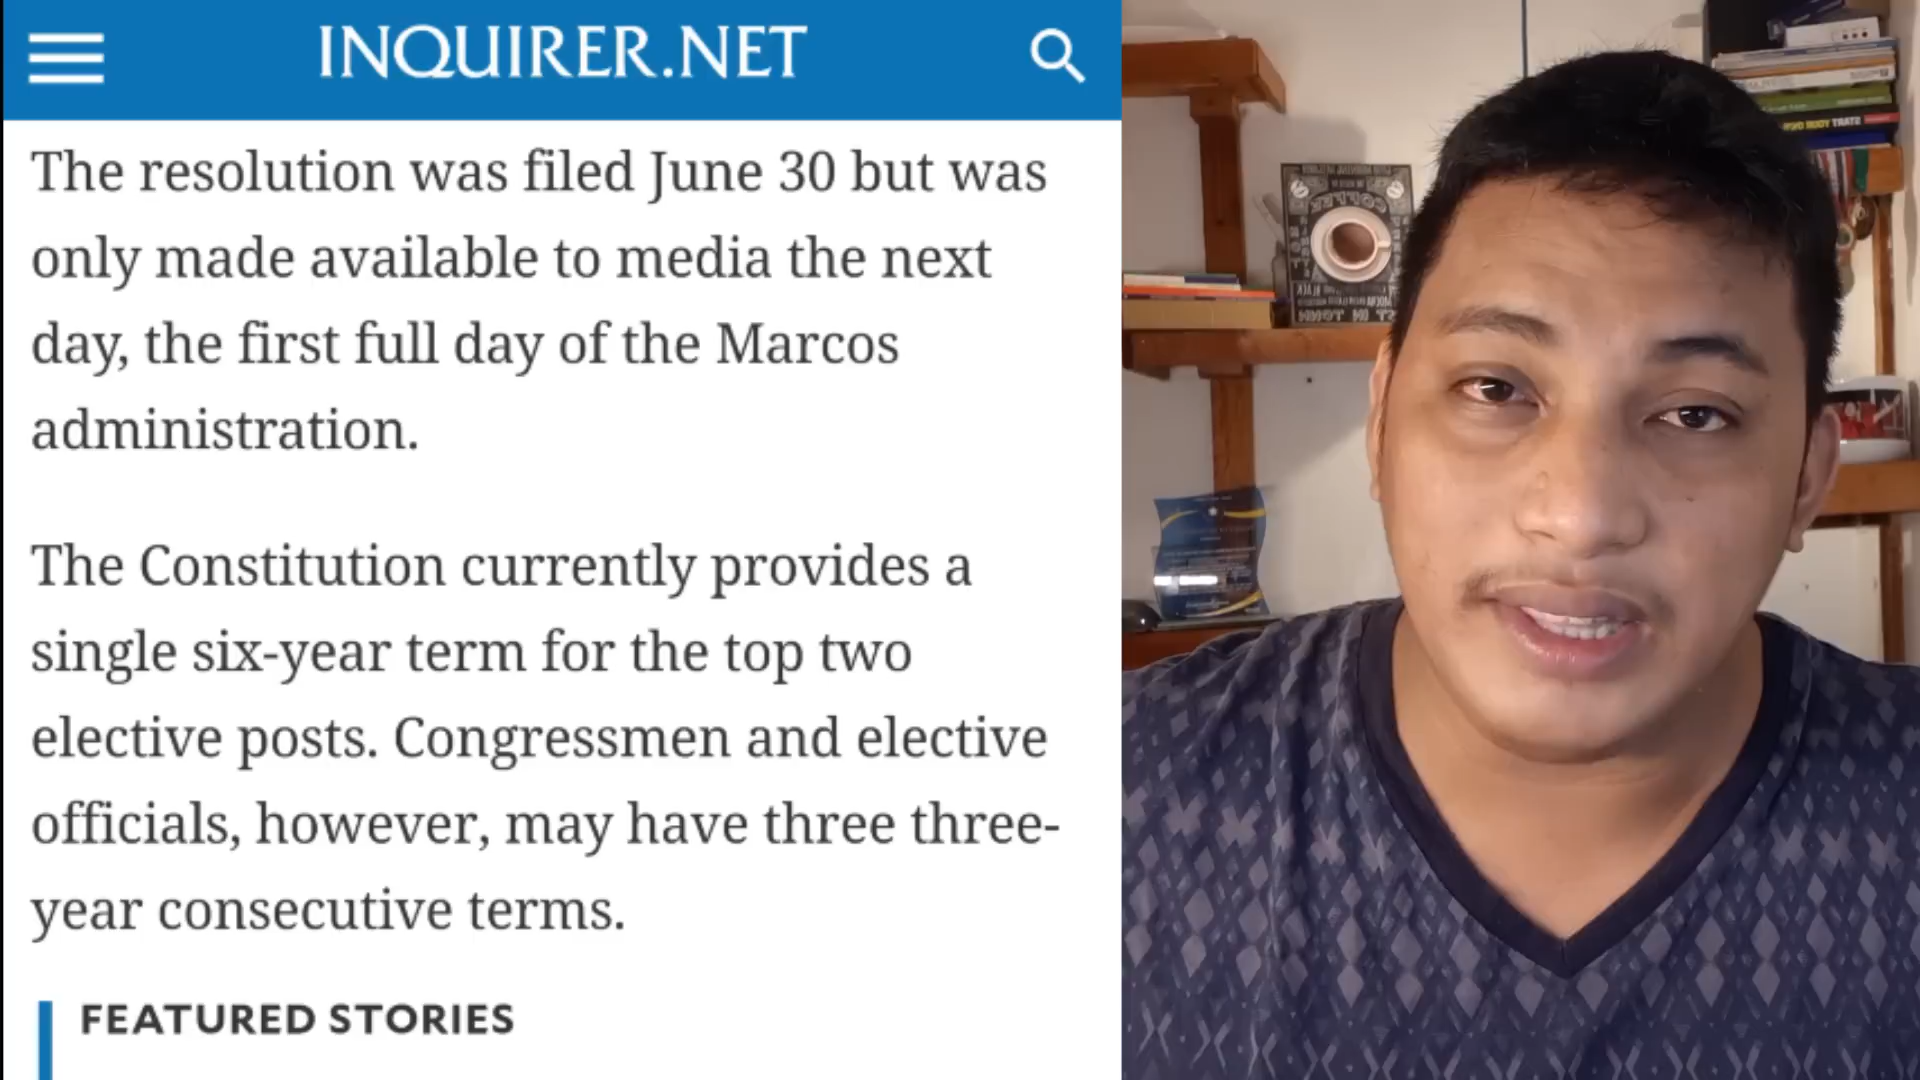 INQUIRER.NET
The resolution was filed June 30 but was
only made available to media the next
day, the first full day of the Marcos
administration.
The Constitution currently provides a
single six-year term for the top two
elective posts. Congressmen and elective
officials, however, may have three three-
year consecutive terms.
FEATURED STORIES
COFFEE